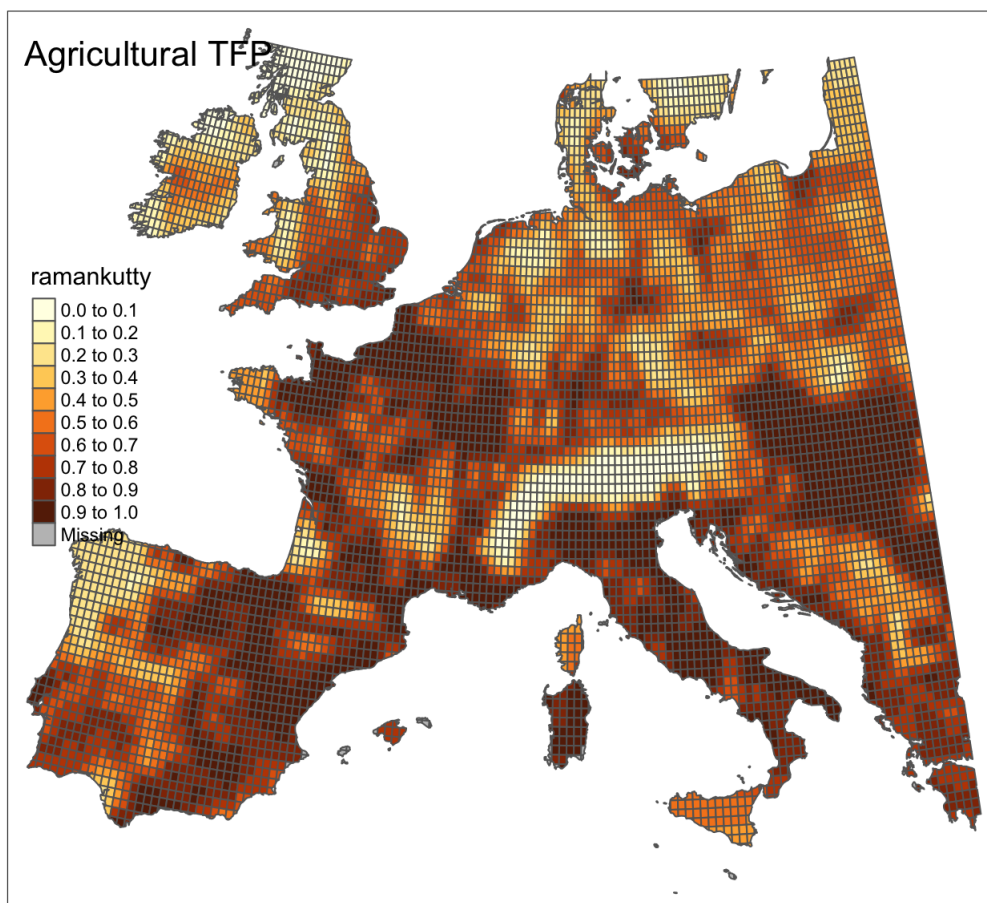 Agricultural TFP
ramankutty
0.0 to 0.1
0.1 to 0.2
0.2 to 0.3
0.3 to 0.4
0.4 to 0.5
0.5 to 0.6
0.6 to 0.7
0.7 to 0.8
0.8 to 0.9
0.9 to 1.0
Missing